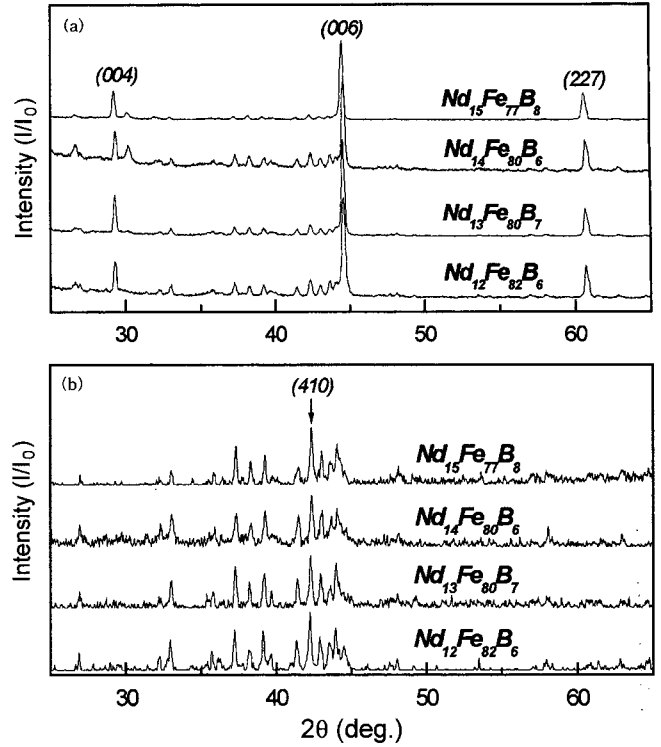 (a)
(004)
(006)
(227)
Nd15Fe77B8
Nd14Fe80B6
Nd13Fe80B7
Nd12Fe82B6
Intensity (I/I0)
30
40
50
60
(b)
(410)
Nd15Fe77B8
Nd14Fe80B6
Nd13Fe80B7
Nd12Fe82B6
Intensity (I/I0)
30
40
50
60
2θ (deg.)